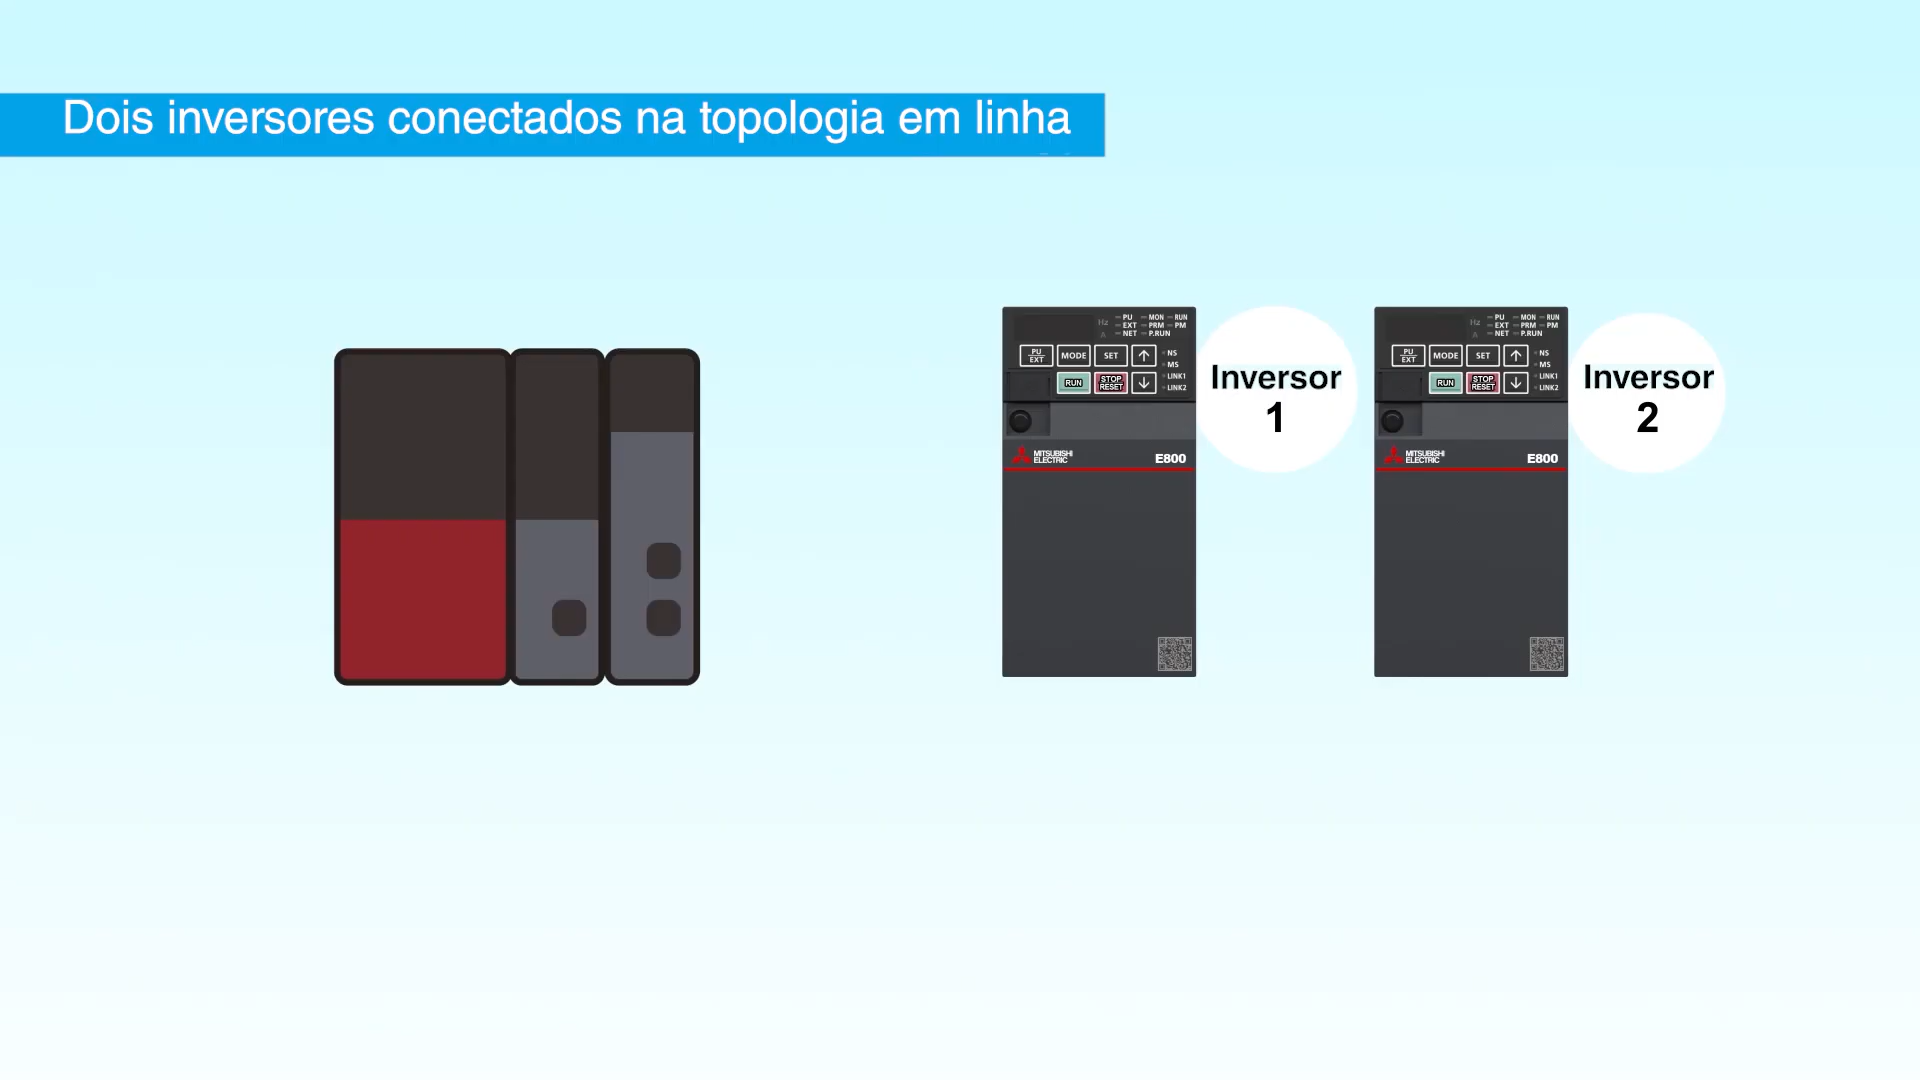 Dois inversores conectados na topologia em linha
Hz
A
PU
EXT
NET
MON
PRM
P.RUN
RUN
PM
PU
EXT
MODE
SET
↑
NS
MS
RUN
STOP
RESET
↓
LINK1
LINK2
MITSUBISHI
ELECTRIC
E800
Inversor
1
Hz
A
PU
EXT
NET
MON
PRM
P.RUN
RUN
PM
PU
EXT
MODE
SET
↑
NS
MS
RUN
STOP
RESET
↓
LINK1
LINK2
MITSUBISHI
ELECTRIC
E800
Inversor
2